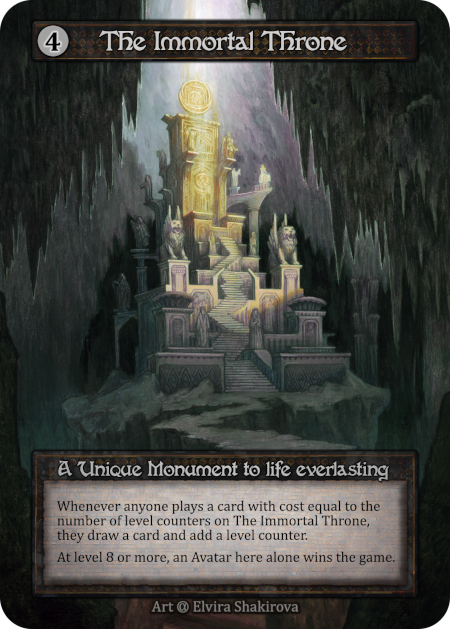 4
The Immortal Throne
A Unique Monument to life everlasting
Whenever anyone plays a card with cost equal to the
number of level counters on The Immortal Throne,
they draw a card and add a level counter.
At level 8 or more, an Avatar here alone wins the game.
Art @ Elvira Shakirova